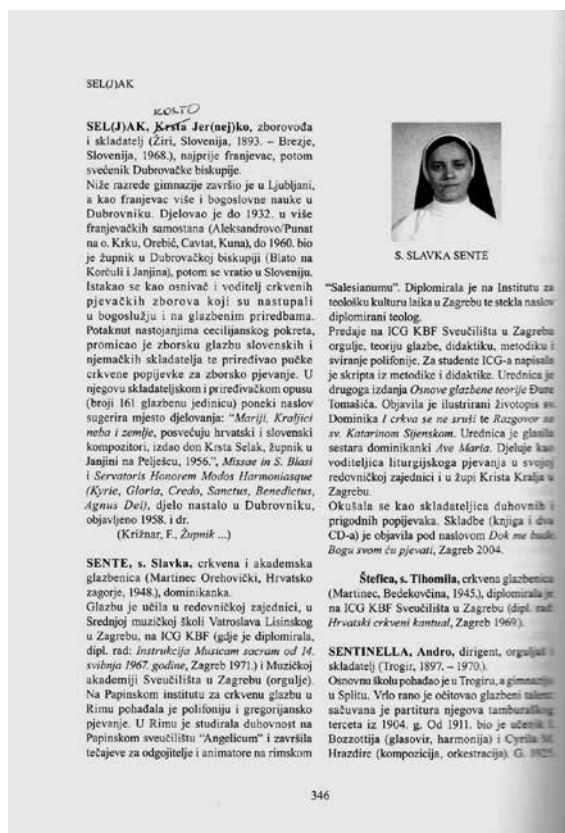 SEL(J)AK
KOSTO
SEL(J)AK, Krsta Jer(nej)ko, zborovođa
i skladatelj (Žiri, Slovenija, 1893. – Brezje,
Slovenija, 1968.), najprije franjevac, potom
svećenik Dubrovačke biskupije.
Niže razrede gimnazije završio je u Ljubljani,
a kao franjevac više i bogoslovne nauke u
Dubrovniku. Djelovao je do 1932. u više
franjevačkih samostana (Aleksandrovo/Punat
na o. Krku, Orebić, Cavtat, Kuna), do 1960. bio
je župnik u Dubrovačkoj biskupiji (Blato na
Korčuli i Janjina), potom se vratio u Sloveniju.
Istakao se kao osnivač i voditelj crkvenih
pjevačkih zborova koji su nastupali
u bogoslužju i na glazbenim priredbama.
Potaknut nastojanjima cecilijanskog pokreta,
promicao je zborsku glazbu slovenskih i
njemačkih skladatelja te priređivao pučke
crkvene popijevke za zborsko pjevanje. U
njegovu skladateljskom i priređivačkom opusu
(broji 161 glazbenu jedinicu) poneki naslov
sugerira mjesto djelovanja: "Mariji, Kraljici
neba i zemlje, posvećuju hrvatski i slovenski
kompozitori, izdao don Krsta Selak, župnik u
Janjini na Pelješcu, 1956.", Missae in S. Blasi
i Servatoris Honorem Modos Harmoniasque
(Kyrie, Gloria, Credo, Sanctus, Benedictus,
Agnus Dei), djelo nastalo u Dubrovniku,
objavljeno 1958. i dr.
(Križnar, F., Župnik ...)
SENTE, s. Slavka, crkvena i akademska
glazbenica (Martinec Orehovički, Hrvatsko
zagorje, 1948.), dominikanka.
Glazbu je učila u redovničkoj zajednici, u
Srednjoj muzičkoj školi Vatroslava Lisinskog
u Zagrebu, na ICG KBF (gdje je diplomirala,
dipl. rad: Instrukcija Musicam sacram od 14.
svibnja 1967. godine, Zagreb 1971.) i Muzičkoj
akademiji Sveučilišta u Zagrebu (orgulje).
Na Papinskom institutu za crkvenu glazbu u
Rimu pohađala je polifoniju i gregorijansko
pjevanje. U Rimu je studirala duhovnost na
Papinskom sveučilištu "Angelicum" i završila
tečajeve za odgojitelje i animatore na rimskom
S. SLAVKA SENTE
"Salesianumu". Diplomirala je na Institutu za
teološku kulturu laika u Zagrebu te stekla naslov
diplomirani teolog.
Predaje na ICG KBF Sveučilišta u Zagrebu
orgulje, teoriju glazbe, didaktiku, metodiku i
sviranje polifonije. Za studente ICG-a napisala
je skripta iz metodike i didaktike. Urednica je
drugoga izdanja Osnove glazbene teorije Đure
Tomašića. Objavila je ilustrirani životopis sv.
Dominika I crkva se ne sruši te Razgovor sa
sv. Katarinom Sijenskom. Urednica je glasila
sestara dominikanki Ave Maria. Djeluje kao
voditeljica liturgijskoga pjevanja u svojoj
redovničkoj zajednici i u župi Krista Kralja u
Zagrebu.
Okušala se kao skladateljica duhovnih i
prigodnih popijevaka. Skladbe (knjiga i dva
CD-a) je objavila pod naslovom Dok me bude,
Bogu svom ću pjevati, Zagreb 2004.
Štefica, s. Tihomila, crkvena glazbenica
(Martinec, Bedekovčina, 1945.), diplomirala je
na ICG KBF Sveučilišta u Zagrebu (dipl. rad:
Hrvatski crkveni kantual, Zagreb 1969.).
SENTINELLA, Andro, dirigent, orguljaš i
skladatelj (Trogir, 1897. – 1970.).
Osnovnu školu pohađao je u Trogiru, a gimnaziju
u Splitu. Vrlo rano je očitovao glazbeni talent:
sačuvana je partitura njegova tamburaškog
terceta iz 1904. g. Od 1911. bio je učenik
Bozzottija (glasovir, harmonija) i Cyrila M.
Hrazdire (kompozicija, orkestracija). G. 1925.
346